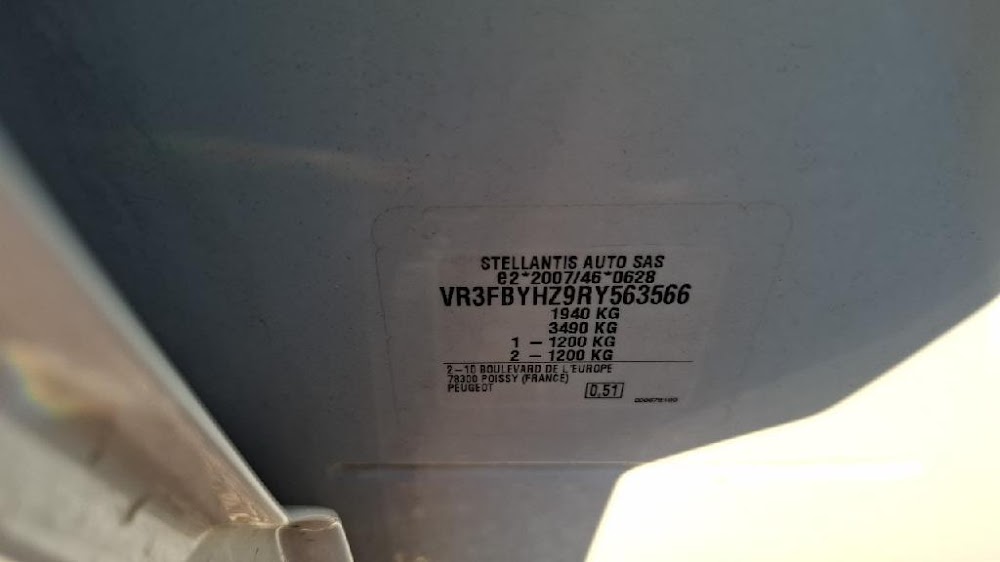 STELLANTIS AUTO SAS
e2*2007/46*0628
VR3FBYHZ9RY563566
1940 KG
3490 KG
1 – 1200 KG
2 – 1200 KG
2–10 BOULEVARD DE L'EUROPE
78300 POISSY (FRANCE)
PEUGEOT
0.51